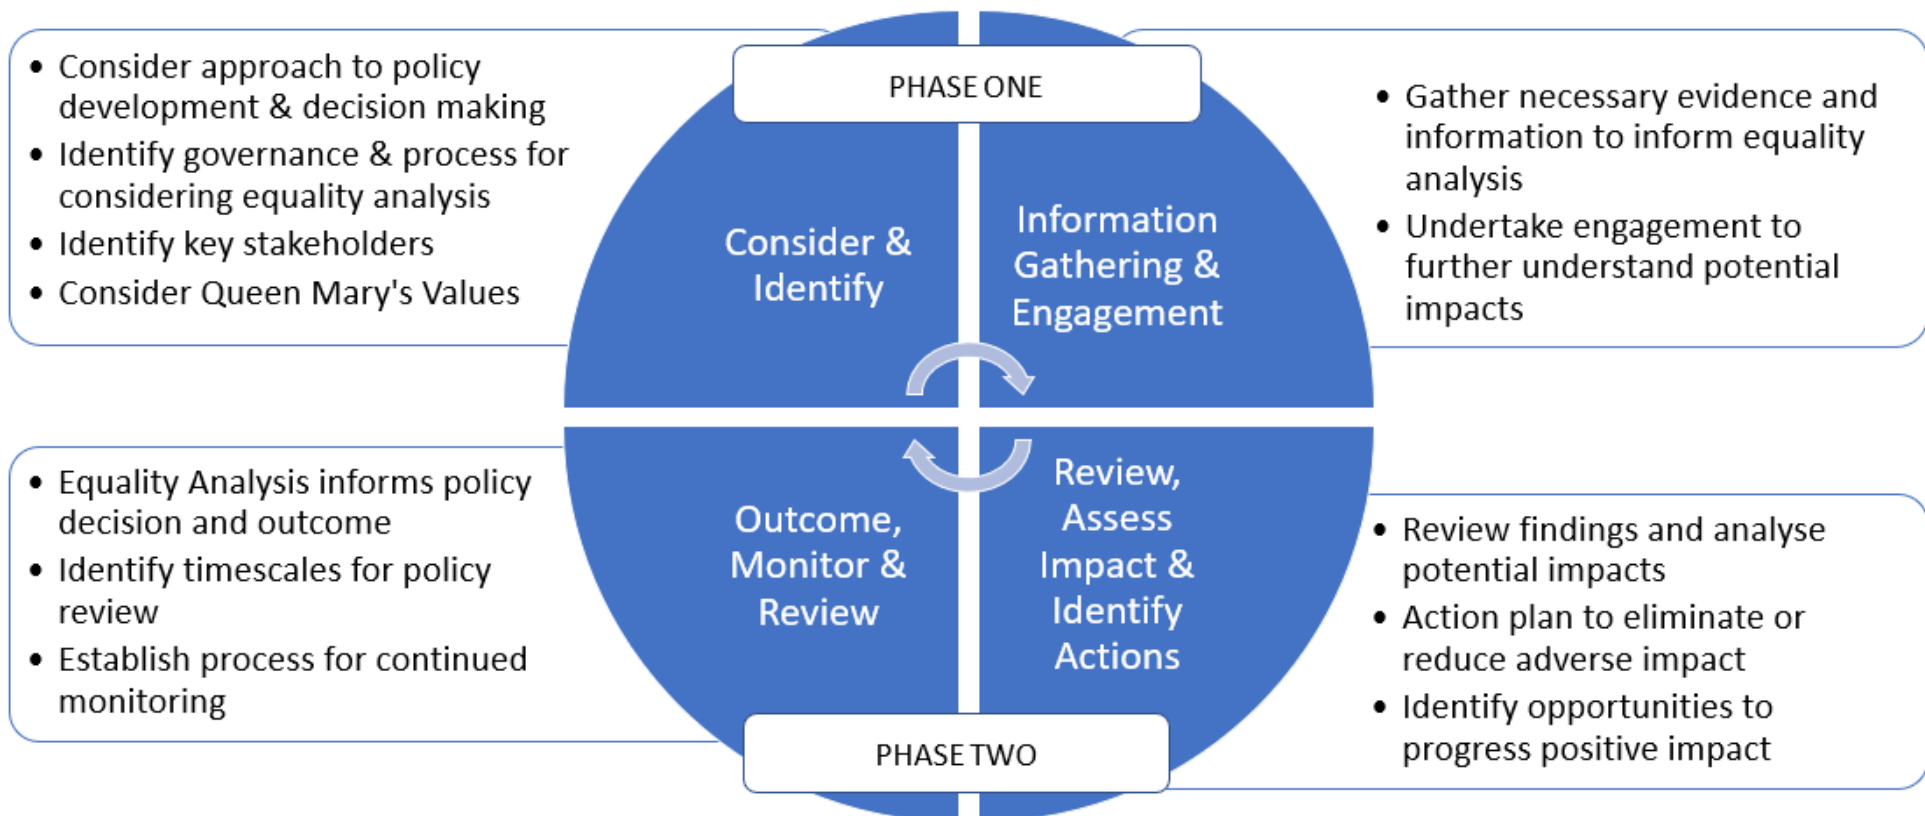 PHASE ONE
• Consider approach to policy
development & decision making
• Identify governance & process for
considering equality analysis
• Identify key stakeholders
• Consider Queen Mary's Values
Consider &
Identify
Information
Gathering &
Engagement
• Gather necessary evidence and
information to inform equality
analysis
• Undertake engagement to
further understand potential
impacts
• Equality Analysis informs policy
decision and outcome
• Identify timescales for policy
review
• Establish process for continued
monitoring
Outcome,
Monitor &
Review
Review,
Assess
Impact &
Identify
Actions
• Review findings and analyse
potential impacts
• Action plan to eliminate or
reduce adverse impact
• Identify opportunities to
progress positive impact
PHASE TWO